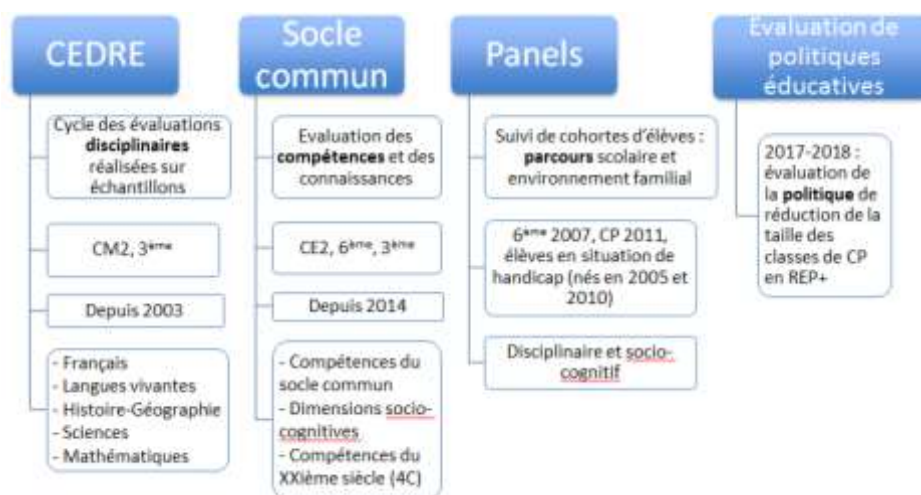 CEDRE
Cycle des évaluations
disciplinaires
réalisées sur
échantillons
CM2, 3ème
Depuis 2003
- Français
- Langues vivantes
- Histoire-Géographie
- Sciences
- Mathématiques
Socle
commun
Evaluation des
compétences et des
connaissances
CE2, 6ème, 3ème
Depuis 2014
- Compétences du
socle commun
- Dimensions socio-
cognitives
- Compétences du
XXIème siècle (4C)
Panels
Suivi de cohortes d'élèves :
parcours scolaire et
environnement familial
6ème 2007, CP 2011,
élèves en situation de
handicap (nés en 2005 et
2010)
Disciplinaire et socio-
cognitif
Evaluation de
politiques
éducatives
2017-2018 :
évaluation de
la politique de
réduction de la
taille des
classes de CP
en REP+